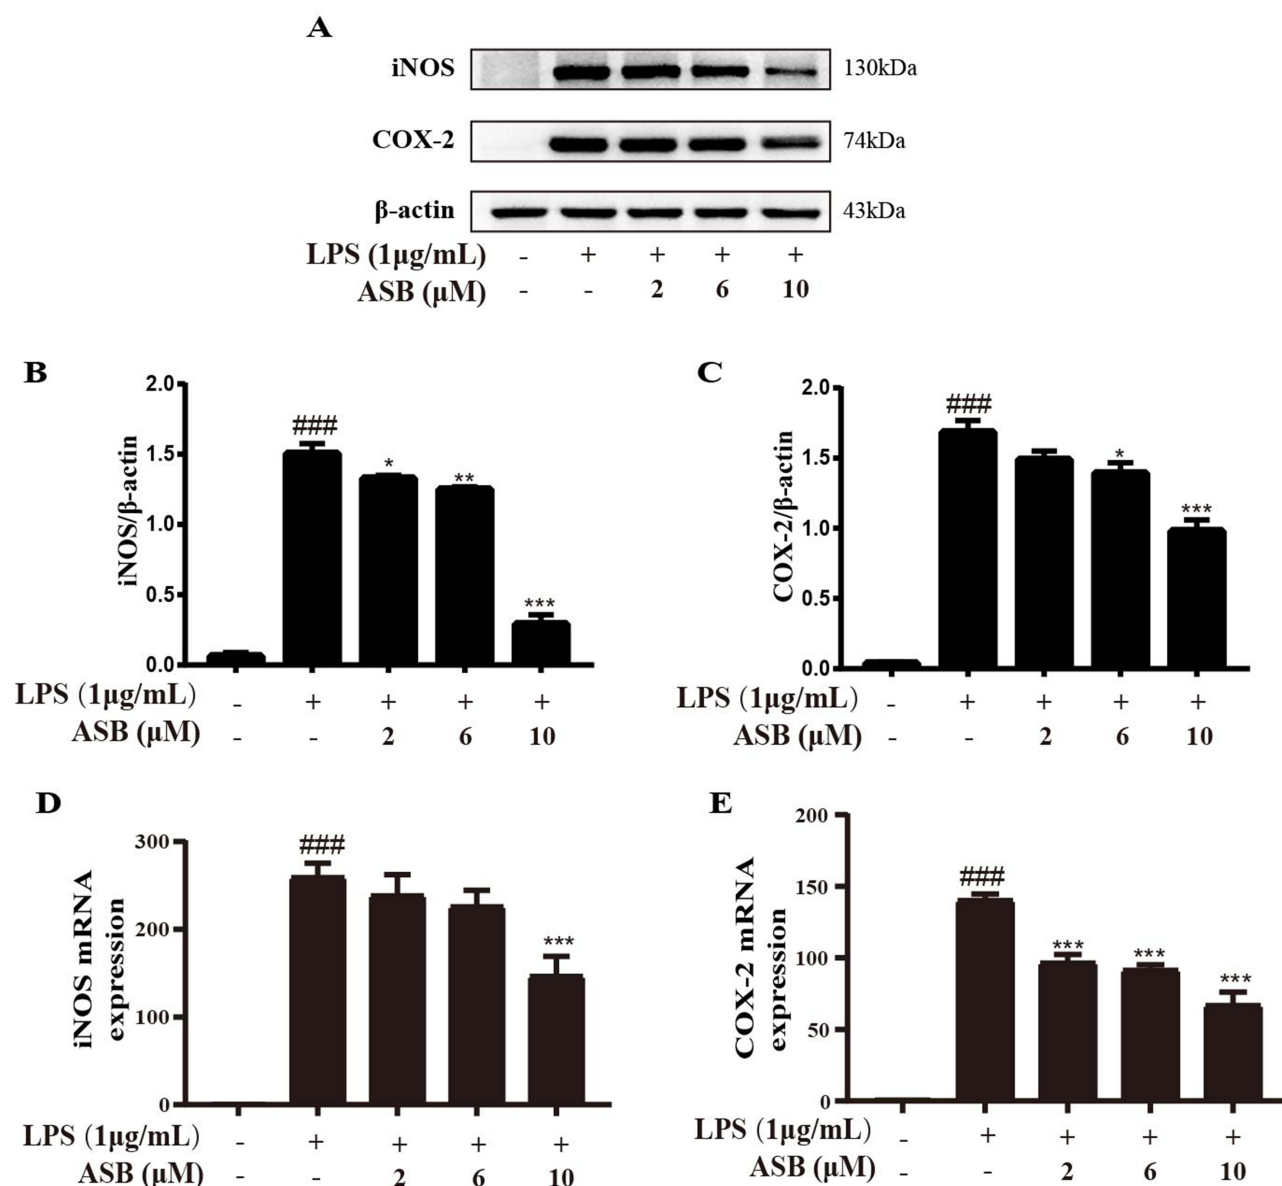 A
iNOS 130kDa
COX-2 74kDa
β-actin 43kDa
LPS (1μg/mL) - + + + +
ASB (μM) - - 2 6 10
B
iNOS/β-actin
2.0
1.5
1.0
0.5
0.0
###
*
**
***
LPS (1μg/mL) - + + + +
ASB (μM) - - 2 6 10
C
COX-2/β-actin
2.0
1.5
1.0
0.5
0.0
###
*
***
LPS (1μg/mL) - + + + +
ASB (μM) - - 2 6 10
D
iNOS mRNA
expression
300
200
100
0
###
***
LPS (1μg/mL) - + + + +
ASB (μM) - - 2 6 10
E
COX-2 mRNA
expression
200
150
100
50
0
###
***
***
***
LPS (1μg/mL) - + + + +
ASB (μM) - - 2 6 10